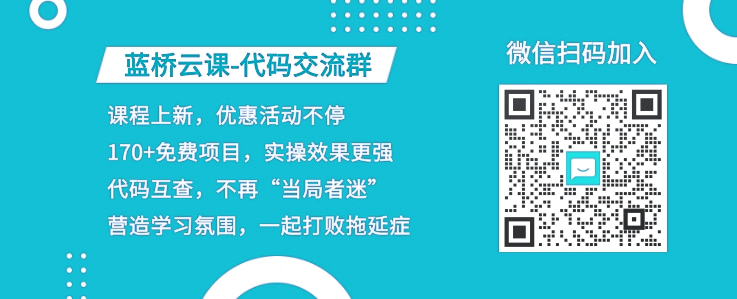 蓝桥云课-代码交流群
课程上新，优惠活动不停
170+免费项目，实操效果更强
代码互查，不再“当局者迷”
营造学习氛围，一起打败拖延症
微信扫码加入